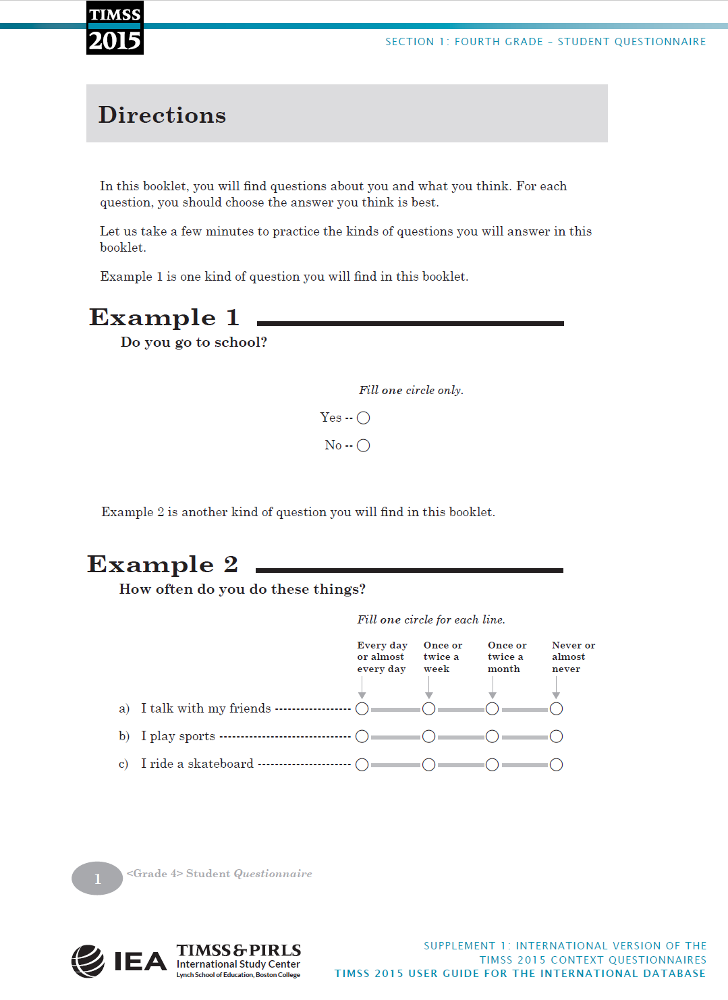 TIMSS
2015
SECTION 1: FOURTH GRADE – STUDENT QUESTIONNAIRE
Directions
In this booklet, you will find questions about you and what you think. For each
question, you should choose the answer you think is best.
Let us take a few minutes to practice the kinds of questions you will answer in this
booklet.
Example 1 is one kind of question you will find in this booklet.
Example 1
Do you go to school?
Fill one circle only.
Yes --
No --
Example 2 is another kind of question you will find in this booklet.
Example 2
How often do you do these things?
Fill one circle for each line.
Every day Once or Once or Never or
or almost twice a twice a almost
every day week month never
a) I talk with my friends ------------------
b) I play sports -------------------------------
c) I ride a skateboard ----------------------
1 <Grade 4> Student Questionnaire
IEA
TIMSS & PIRLS
International Study Center
Lynch School of Education, Boston College
SUPPLEMENT 1: INTERNATIONAL VERSION OF THE
TIMSS 2015 CONTEXT QUESTIONNAIRES
TIMSS 2015 USER GUIDE FOR THE INTERNATIONAL DATABASE